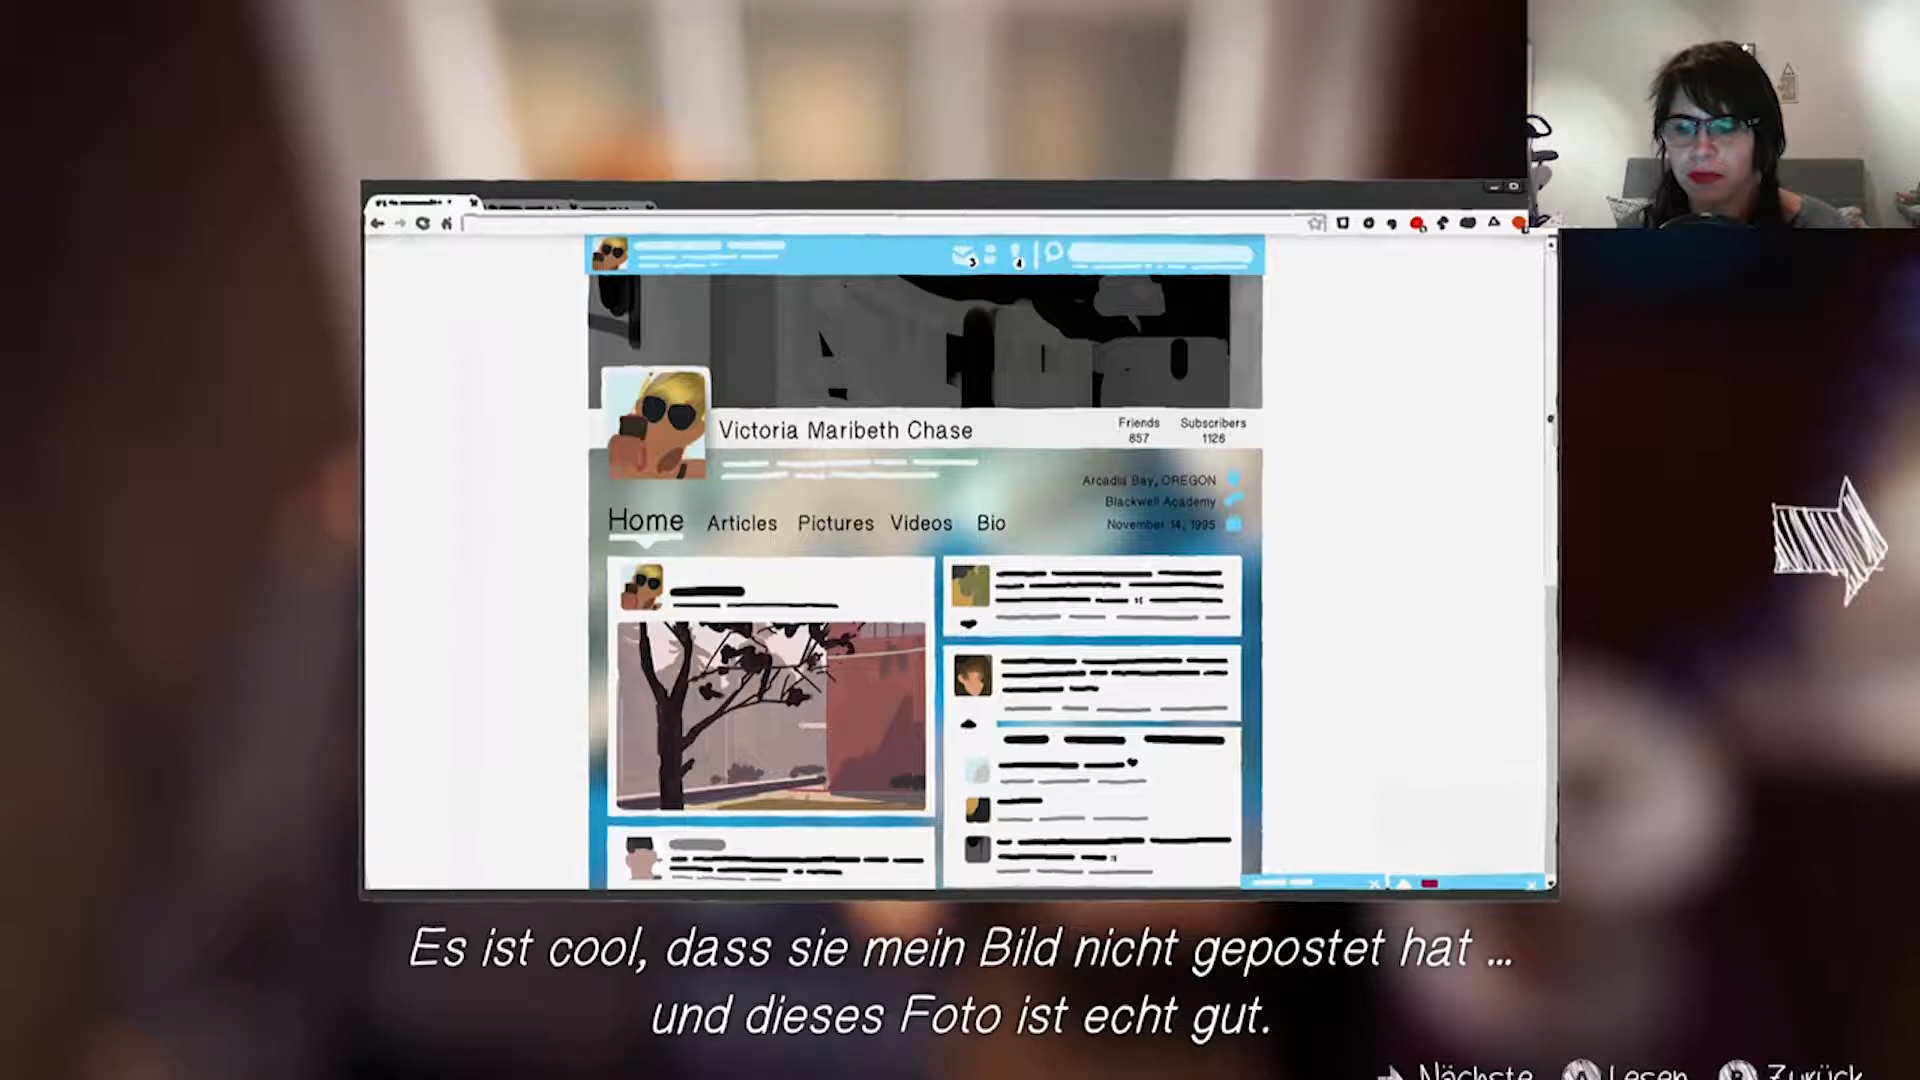 3
4
Victoria Maribeth Chase
Friends
857
Subscribers
1126
Arcadia Bay, OREGON
Blackwell Academy
November 14, 1995
Home Articles Pictures Videos Bio
Es ist cool, dass sie mein Bild nicht gepostet hat ...
und dieses Foto ist echt gut.
Nächste A Lesen B Zurück